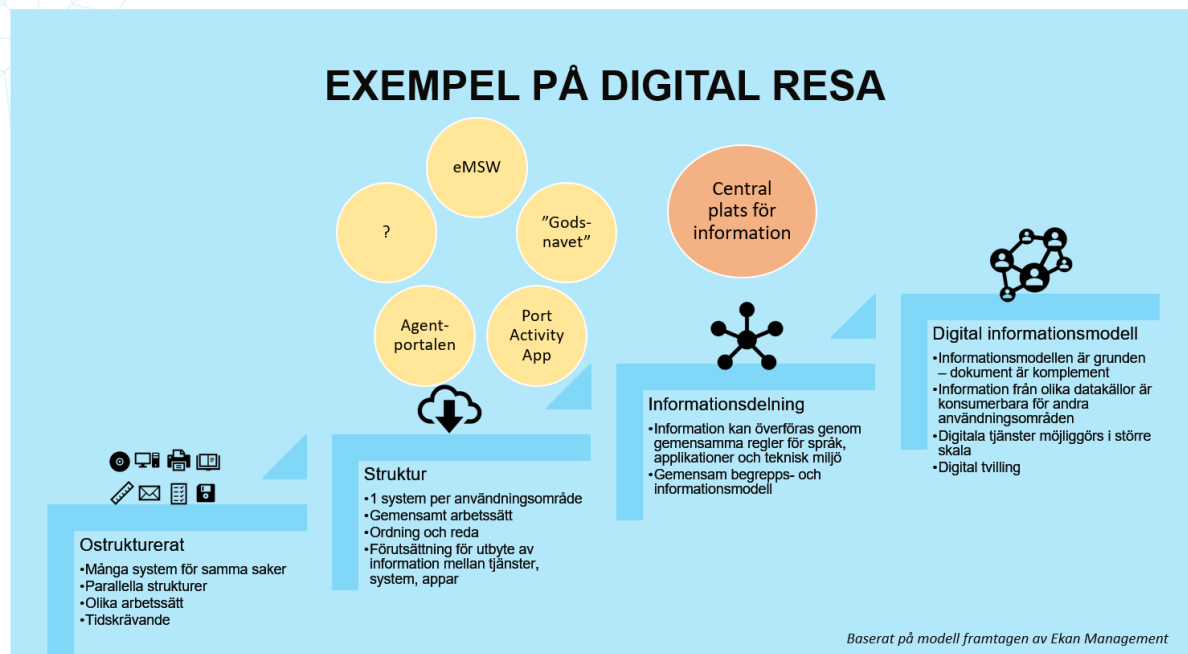 EXEMPEL PÅ DIGITAL RESA
eMSW
?
”Gods-
navet”
Agent-
portalen
Port
Activity
App
Central
plats för
information
Ostrukturerat
•Många system för samma saker
•Parallella strukturer
•Olika arbetssätt
•Tidskrävande
Struktur
•1 system per användningsområde
•Gemensamt arbetssätt
•Ordning och reda
•Förutsättning för utbyte av
information mellan tjänster,
system, appar
Informationsdelning
•Information kan överföras genom
gemensamma regler för språk,
applikationer och teknisk miljö
•Gemensam begrepps- och
informationsmodell
Digital informationsmodell
•Informationsmodellen är grunden
– dokument är komplement
•Information från olika datakällor är
konsumerbara för andra
användningsområden
•Digitala tjänster möjliggörs i större
skala
•Digital tvilling
Baserat på modell framtagen av Ekan Management